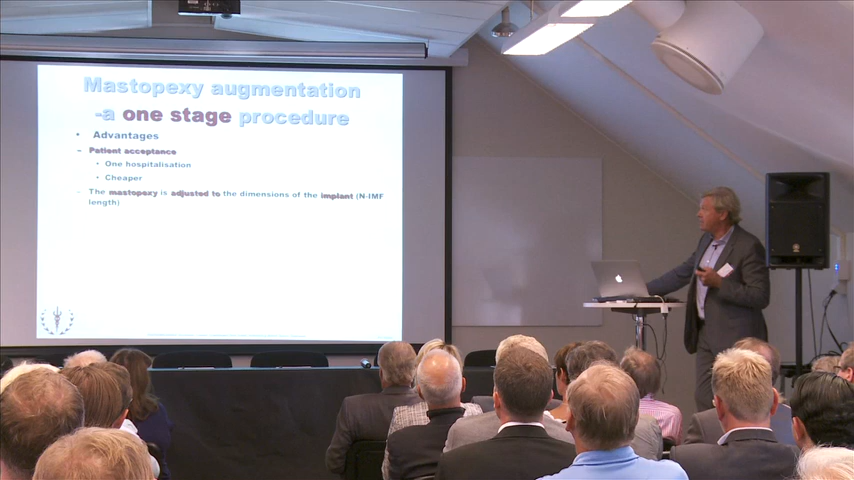 Mastopexy augmentation
-a one stage procedure
• Advantages
– Patient acceptance
• One hospitalisation
• Cheaper
– The mastopexy is adjusted to the dimensions of the implant (N-IMF
length)